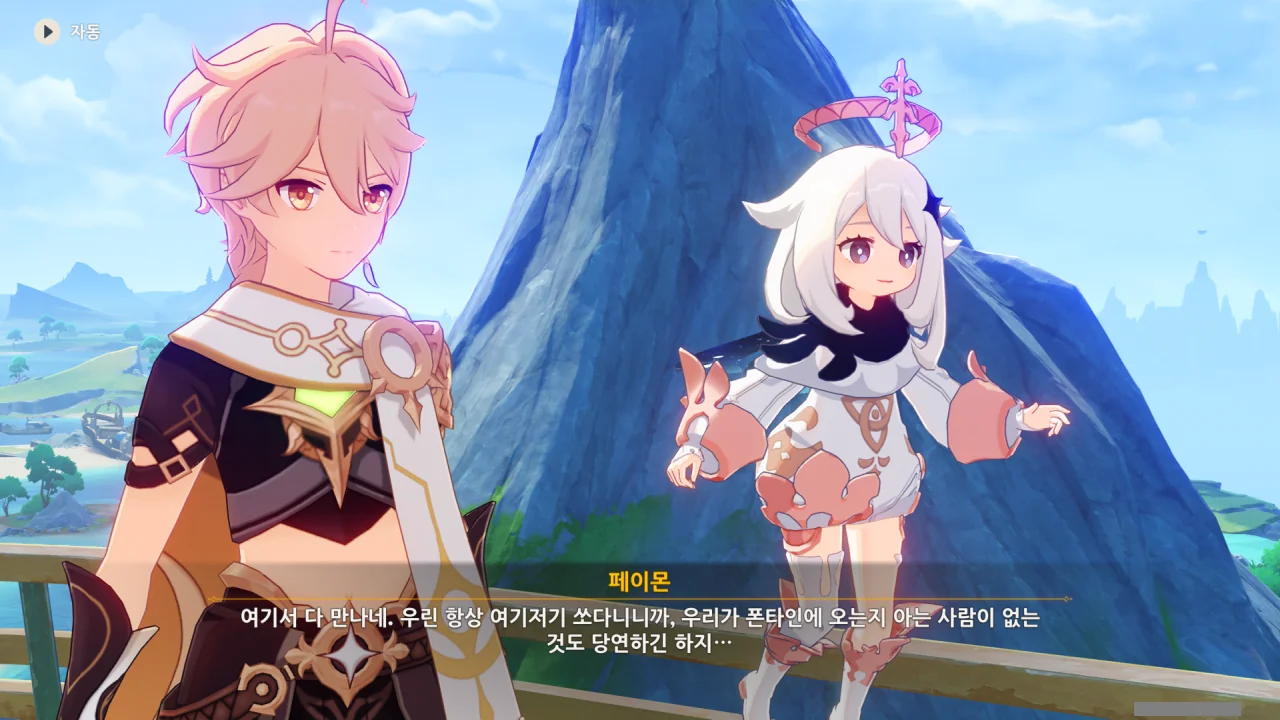 자동
페이몬
여기서 다 만나네. 우린 항상 여기저기 쏘다니니까, 우리가 폰타인에 오는지 아는 사람이 없는
것도 당연하긴 하지…